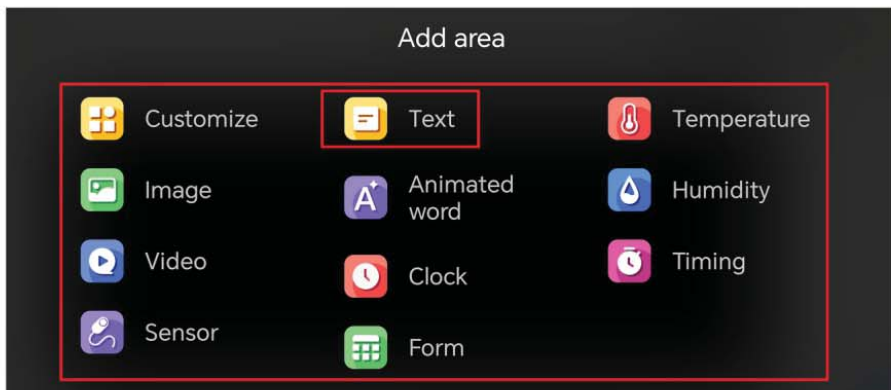 Add area
Customize
Text
Temperature
Image
Animated
word
Humidity
Video
Clock
Timing
Sensor
Form